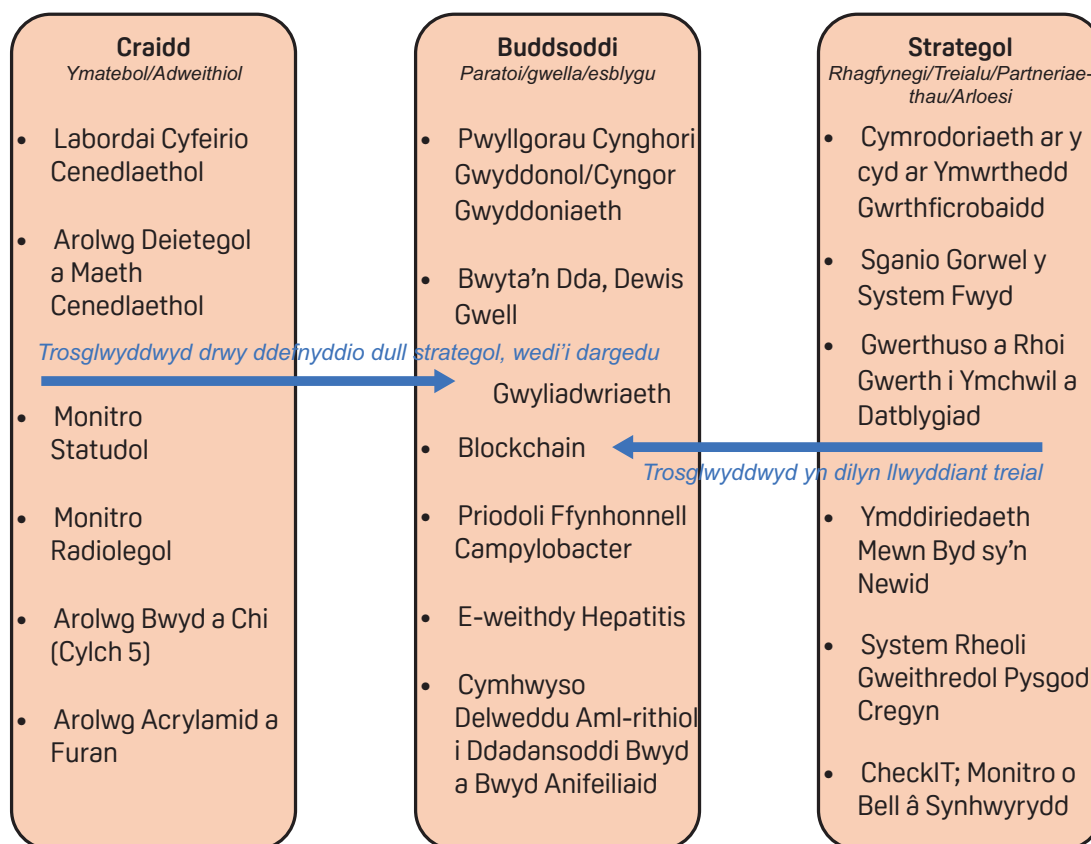 Craidd
Ymatebol/Adweithiol
• Labordai Cyfeirio
Cenedlaethol
• Arolwg Deietegol
a Maeth
Cenedlaethol
Trosglwyddwyd drwy ddefnyddio dull strategol, wedi'i dargedu
• Monitro
Statudol
• Monitro
Radiolegol
• Arolwg Bwyd a Chi
(Cylch 5)
• Arolwg Acrylamid a
Furan
Buddsoddi
Paratoi/gwella/esblygu
• Pwyllgorau Cynghori
Gwyddonol/Cyngor
Gwyddoniaeth
• Bwyta'n Dda, Dewis
Gwell
Gwyliadwriaeth
• Blockchain
• Priodoli Ffynhonnell
Campylobacter
• E-weithdy Hepatitis
• Cymhwyso
Delweddu Aml-rithiol
i Ddadansoddi Bwyd
a Bwyd Anifeiliaid
Strategol
Rhagfynegi/Treialu/Partneriae-
thau/Arloesi
• Cymrodoriaeth ar y
cyd ar Ymwrthedd
Gwrthficrobaidd
• Sganio Gorwel y
System Fwyd
• Gwerthuso a Rhoi
Gwerth i Ymchwil a
Datblygiad
Trosglwyddwyd yn dilyn llwyddiant treial
• Ymddiriedaeth
Mewn Byd sy'n
Newid
• System Rheoli
Gweithredol Pysgod
Cregyn
• CheckIT; Monitro o
Bell â Synhwyrydd